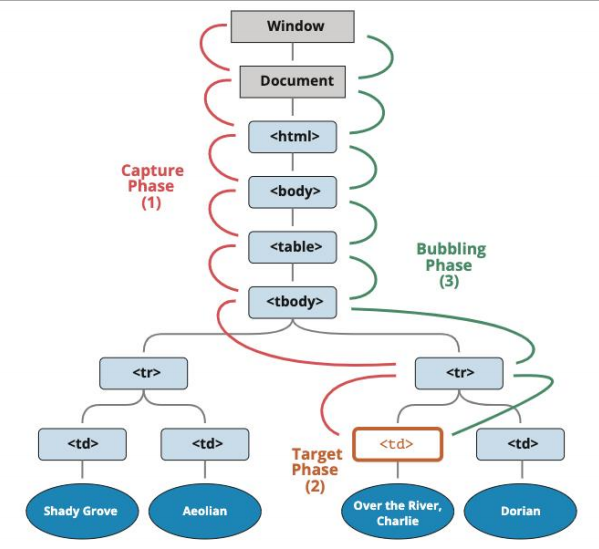 Window
Document
<html>
<body>
Capture
Phase
(1)
<table>
Bubbling
Phase
(3)
<tbody>
<tr>
<tr>
<td>
<td>
<td>
<td>
Target
Phase
(2)
Shady Grove
Aeolian
Over the River,
Charlie
Dorian